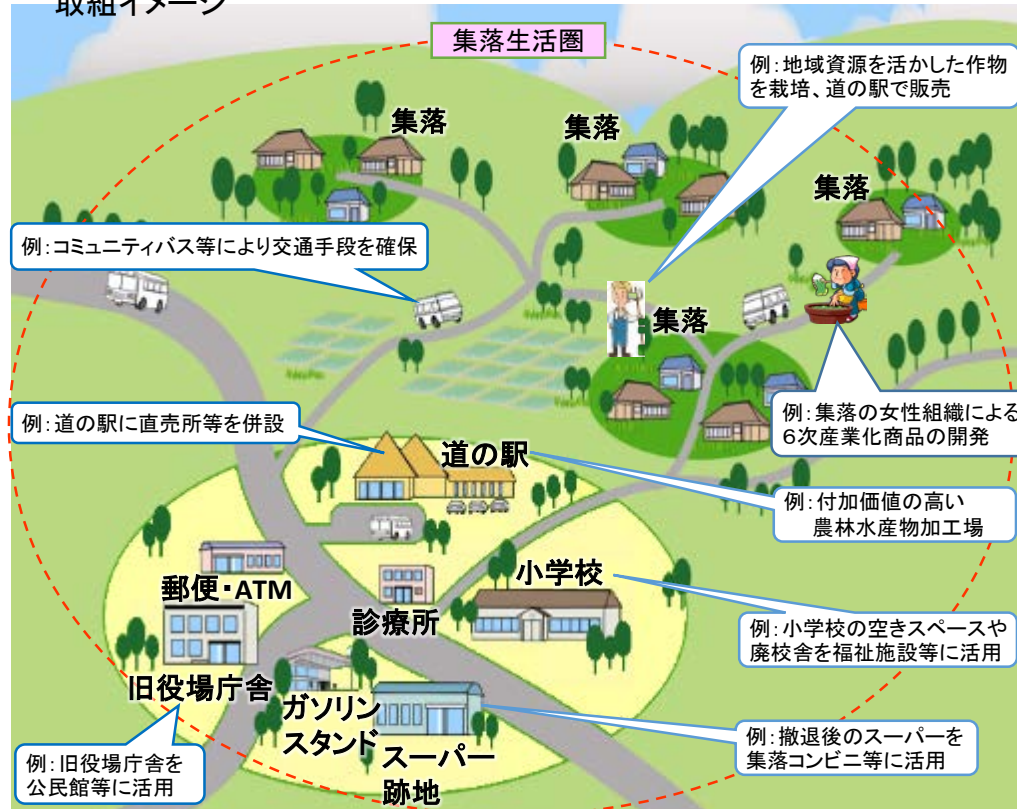 取組イメージ
集落生活圏
例：地域資源を活かした作物
を栽培、道の駅で販売
集落
集落
集落
例：コミュニティバス等により交通手段を確保
集落
例：道の駅に直売所等を併設
例：集落の女性組織による
６次産業化商品の開発
道の駅
例：付加価値の高い
農林水産物加工場
小学校
郵便・ATM
診療所
例：小学校の空きスペースや
廃校舎を福祉施設等に活用
旧役場庁舎
ガソリン
スタンド
スーパー
跡地
例：撤退後のスーパーを
集落コンビニ等に活用
例：旧役場庁舎を
公民館等に活用